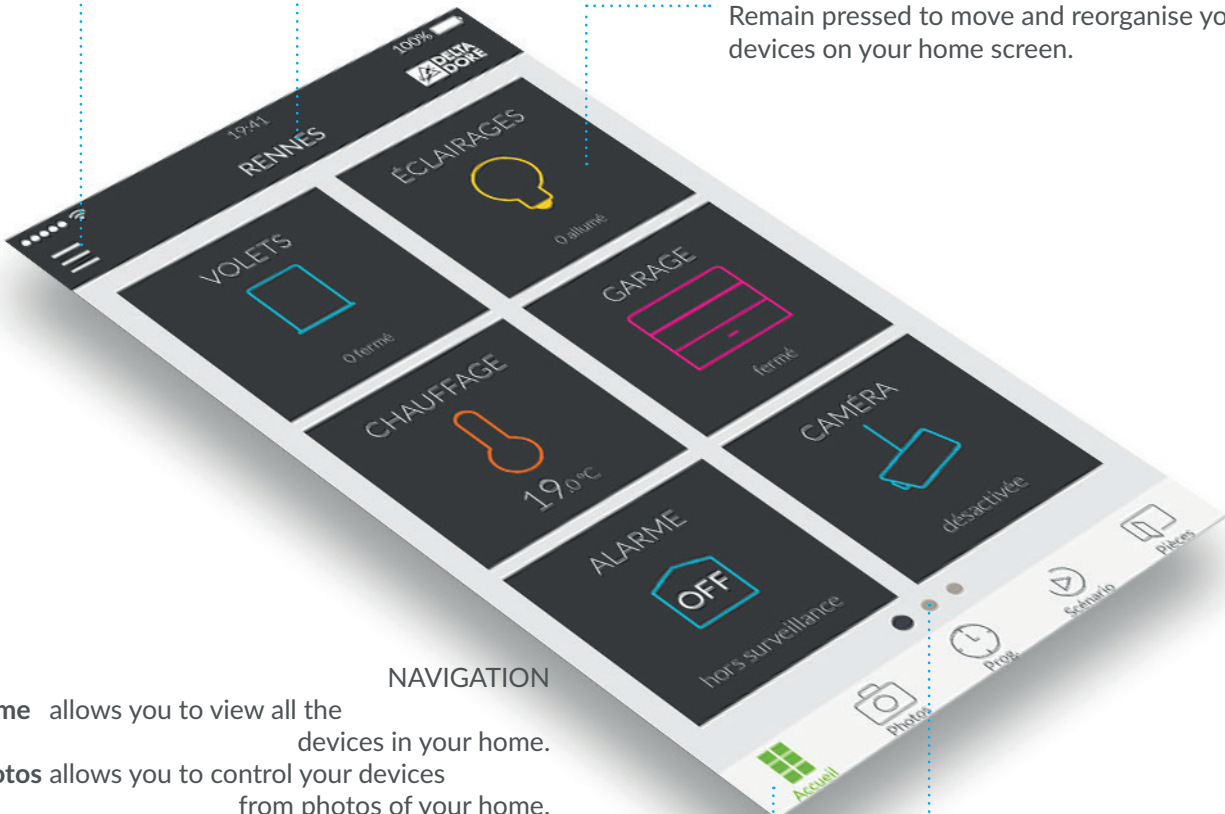 Remain pressed to move and reorganise yo
devices on your home screen.
100%
DELTA
DORE
19:41
RENNES
ÉCLAIRAGES
0 allumé
VOLETS
0 fermé
GARAGE
fermé
CHAUFFAGE
19.0°C
CAMÉRA
désactivée
ALARME
OFF
hors surveillance
Accueil
Photos
Prog.
Scénario
Pièces
NAVIGATION
me allows you to view all the
devices in your home.
otos allows you to control your devices
from photos of your home.